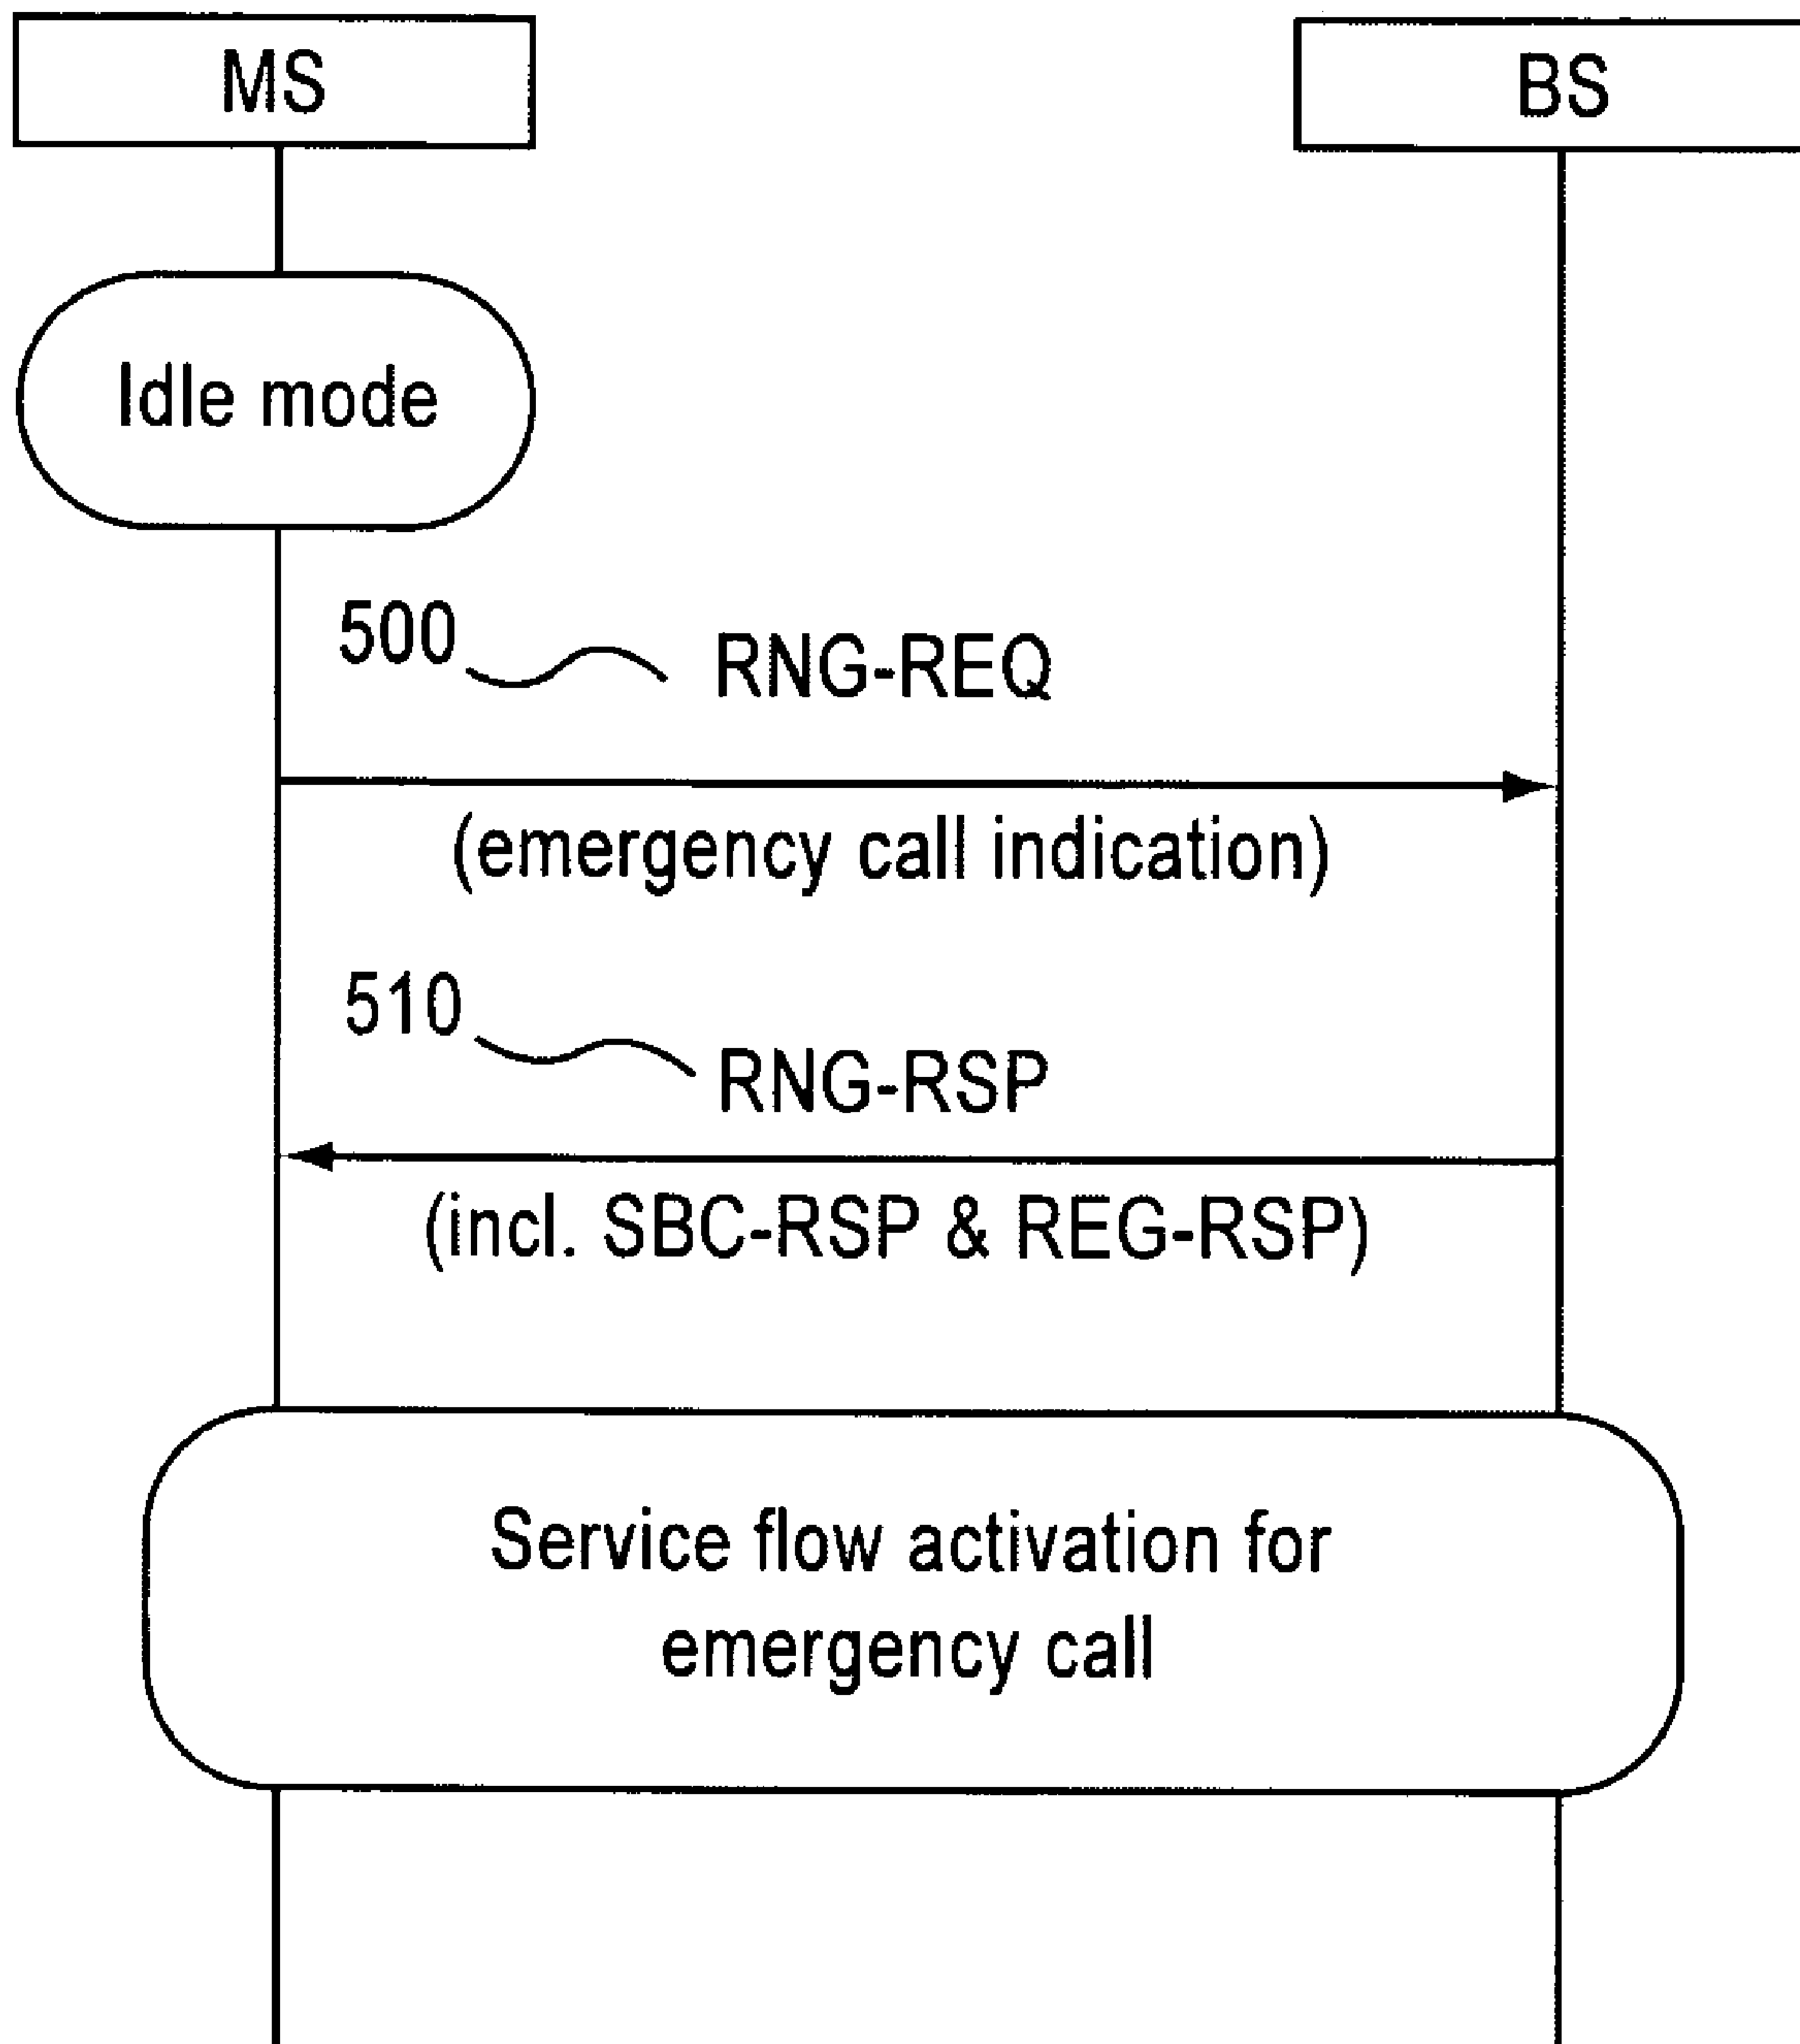 MS
BS
Idle mode
500
RNG-REQ
(emergency call indication)
510
RNG-RSP
(incl. SBC-RSP & REG-RSP)
Service flow activation for
emergency call